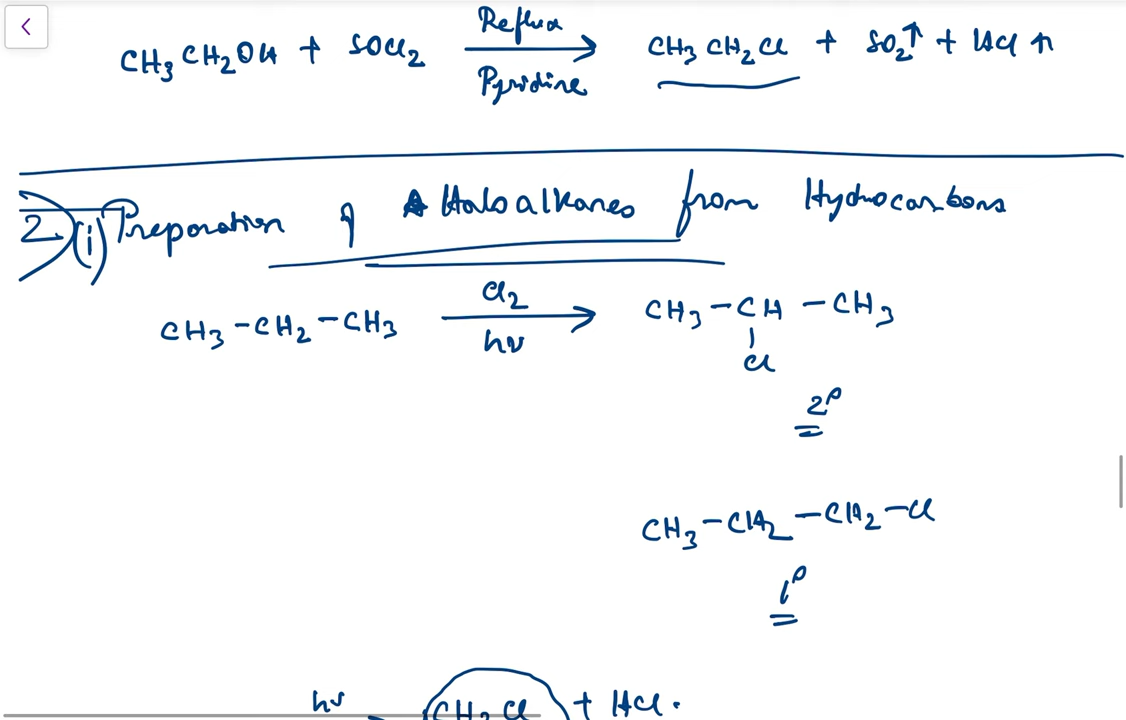 CH₃CH₂OH + SOCl₂ Reflux Pyridine CH₃CH₂Cl + SO₂↑ + HCl ↑
2. (i) Preparation of Haloalkanes from Hydrocarbons
CH₃-CH₂-CH₃ Cl₂ hν CH₃-CH-CH₃
Cl
2°
CH₃-CH₂-CH₂-Cl
1°
hν CH₃Cl + HCl.